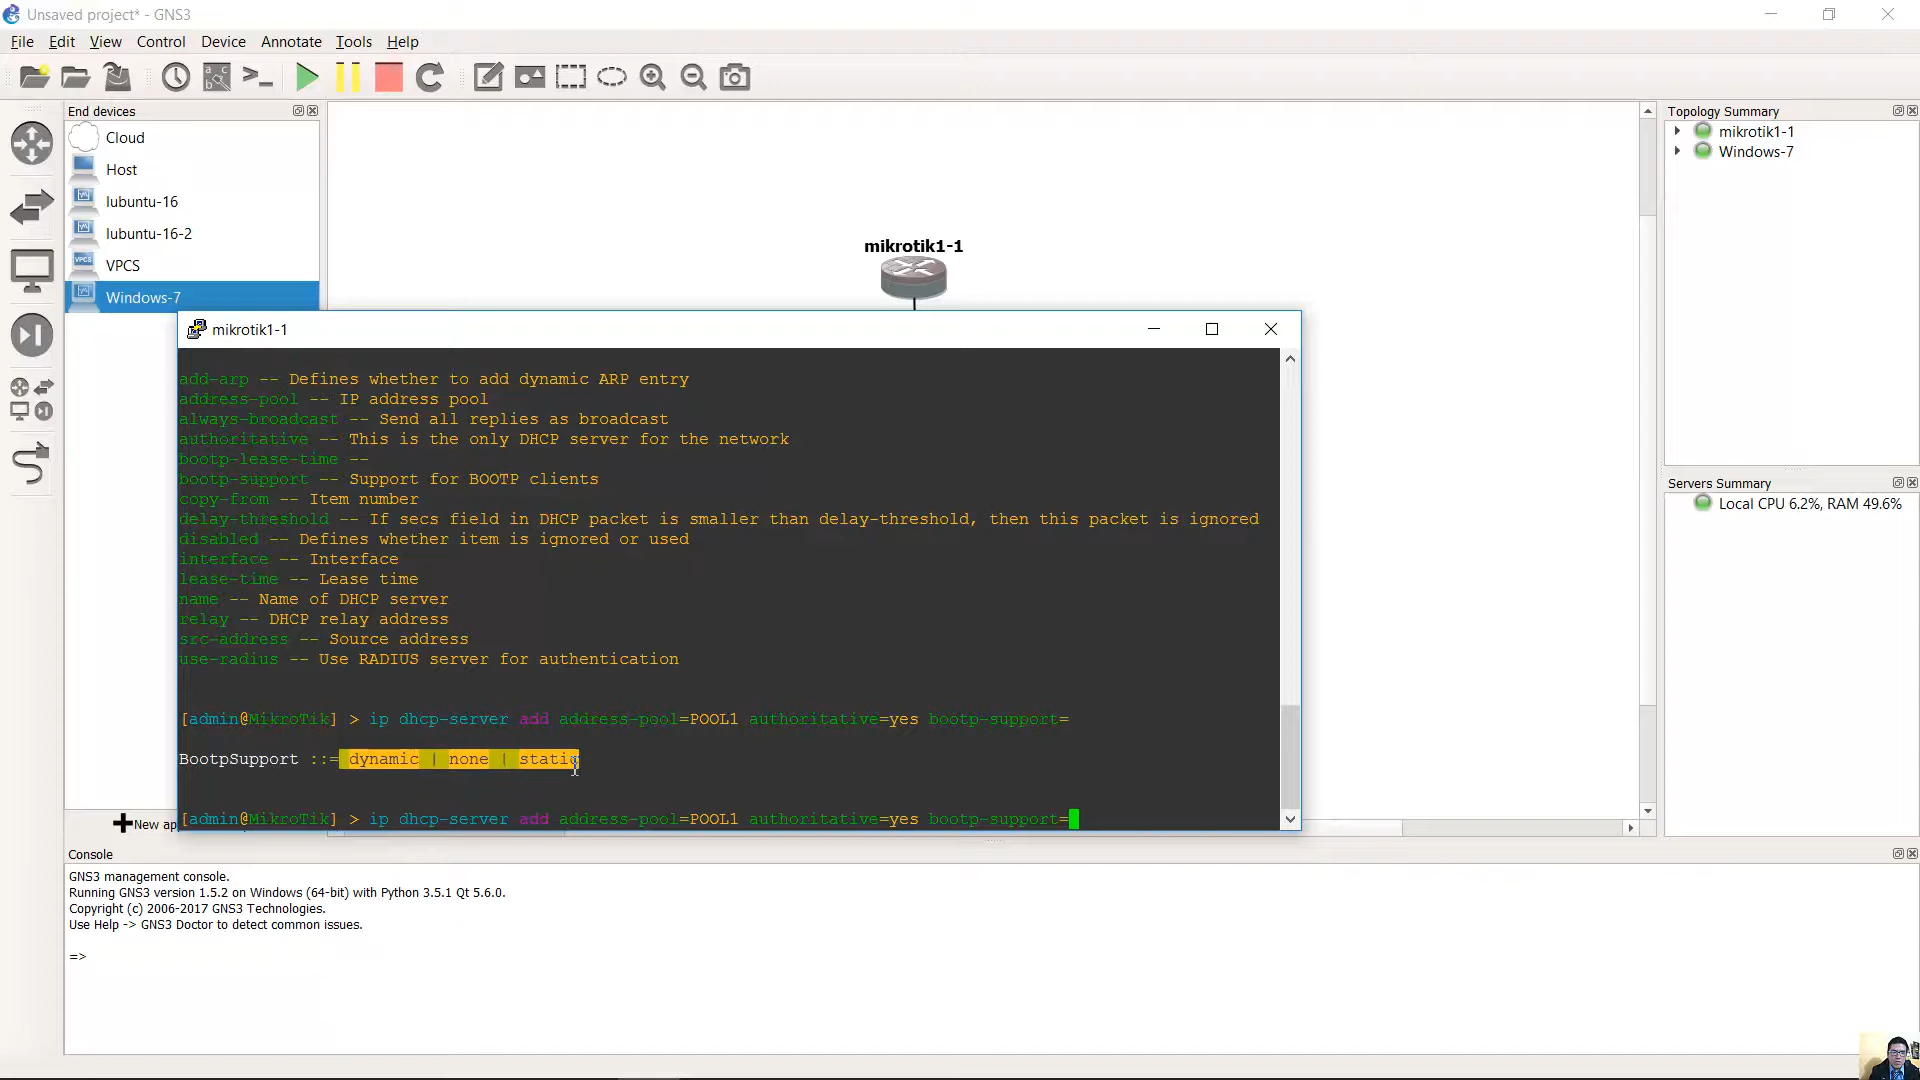 Unsaved project* - GNS3
File Edit View Control Device Annotate Tools Help
End devices
Cloud
Host
lubuntu-16
lubuntu-16-2
VPCS
VPCS
Windows-7
New ap
mikrotik1-1
mikrotik1-1
add-arp -- Defines whether to add dynamic ARP entry
address-pool -- IP address pool
always-broadcast -- Send all replies as broadcast
authoritative -- This is the only DHCP server for the network
bootp-lease-time --
bootp-support -- Support for BOOTP clients
copy-from -- Item number
delay-threshold -- If secs field in DHCP packet is smaller than delay-threshold, then this packet is ignored
disabled -- Defines whether item is ignored or used
interface -- Interface
lease-time -- Lease time
name -- Name of DHCP server
relay -- DHCP relay address
src-address -- Source address
use-radius -- Use RADIUS server for authentication
[admin@MikroTik] > ip dhcp-server add address-pool=POOL1 authoritative=yes bootp-support=
BootpSupport ::= dynamic | none | static
[admin@MikroTik] > ip dhcp-server add address-pool=POOL1 authoritative=yes bootp-support=
Topology Summary
mikrotik1-1
Windows-7
Servers Summary
Local CPU 6.2%, RAM 49.6%
Console
GNS3 management console.
Running GNS3 version 1.5.2 on Windows (64-bit) with Python 3.5.1 Qt 5.6.0.
Copyright (c) 2006-2017 GNS3 Technologies.
Use Help -> GNS3 Doctor to detect common issues.
=>